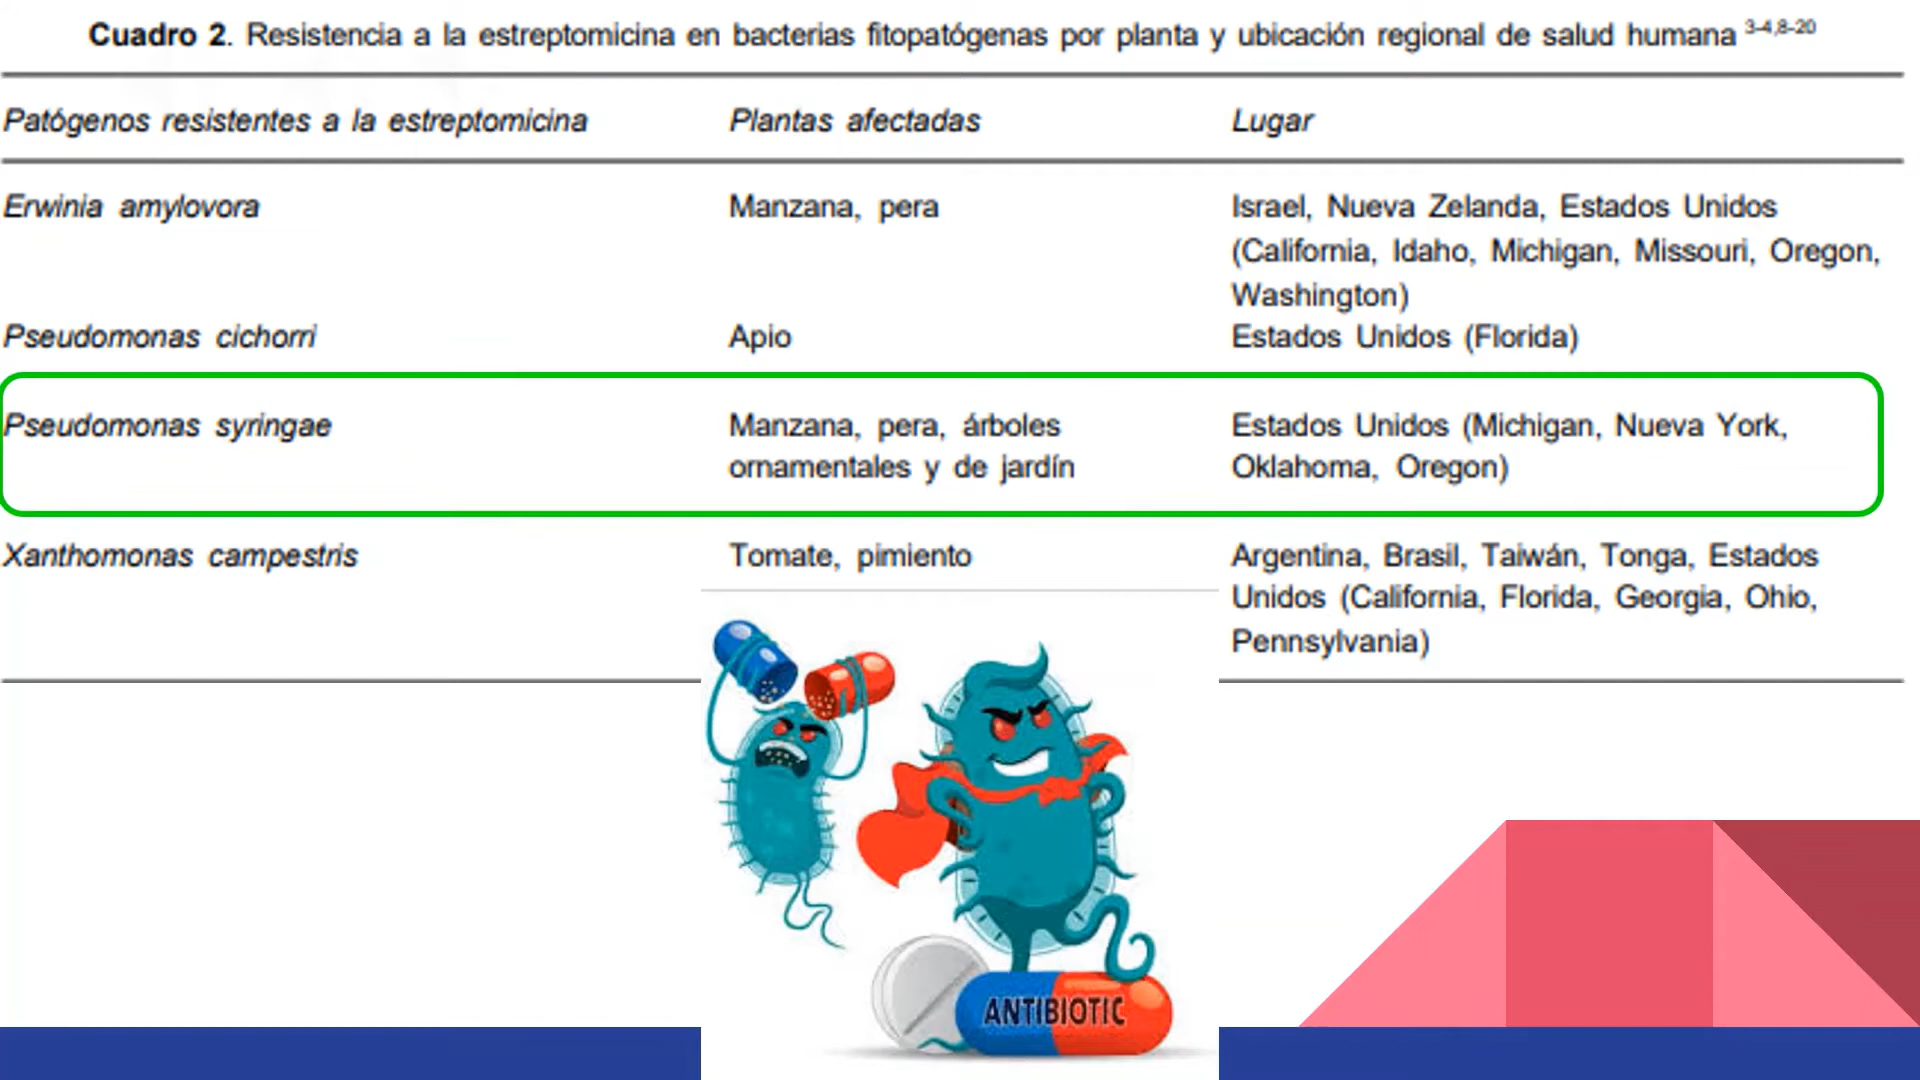 Cuadro 2. Resistencia a la estreptomicina en bacterias fitopatógenas por planta y ubicación regional de salud humana 3-4,8-20
Patógenos resistentes a la estreptomicina Plantas afectadas Lugar
Erwinia amylovora Manzana, pera Israel, Nueva Zelanda, Estados Unidos
(California, Idaho, Michigan, Missouri, Oregon,
Washington)
Pseudomonas cichorri Apio Estados Unidos (Florida)
Pseudomonas syringae Manzana, pera, árboles Estados Unidos (Michigan, Nueva York,
ornamentales y de jardín Oklahoma, Oregon)
Xanthomonas campestris Tomate, pimiento Argentina, Brasil, Taiwán, Tonga, Estados
Unidos (California, Florida, Georgia, Ohio,
Pennsylvania)
ANTIBIOTIC